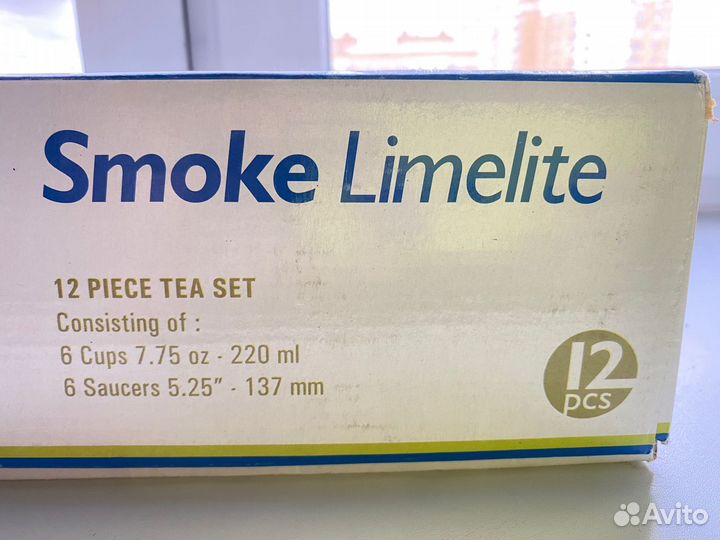 Smoke Limelite
12 PIECE TEA SET
Consisting of :
6 Cups 7.75 oz - 220 ml
6 Saucers 5.25” - 137 mm
12
pcs
Avito